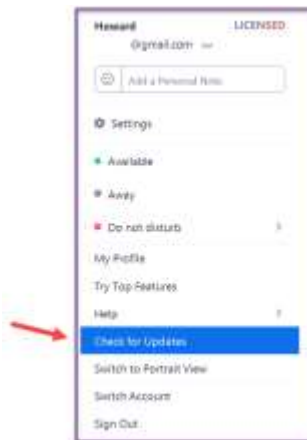 Howard LICENSED
@gmail.com
Add a Personal Note
Settings
Available
Away
Do not disturb
My Profile
Try Top Features
Help
Check for Updates
Switch to Portrait View
Switch Account
Sign Out